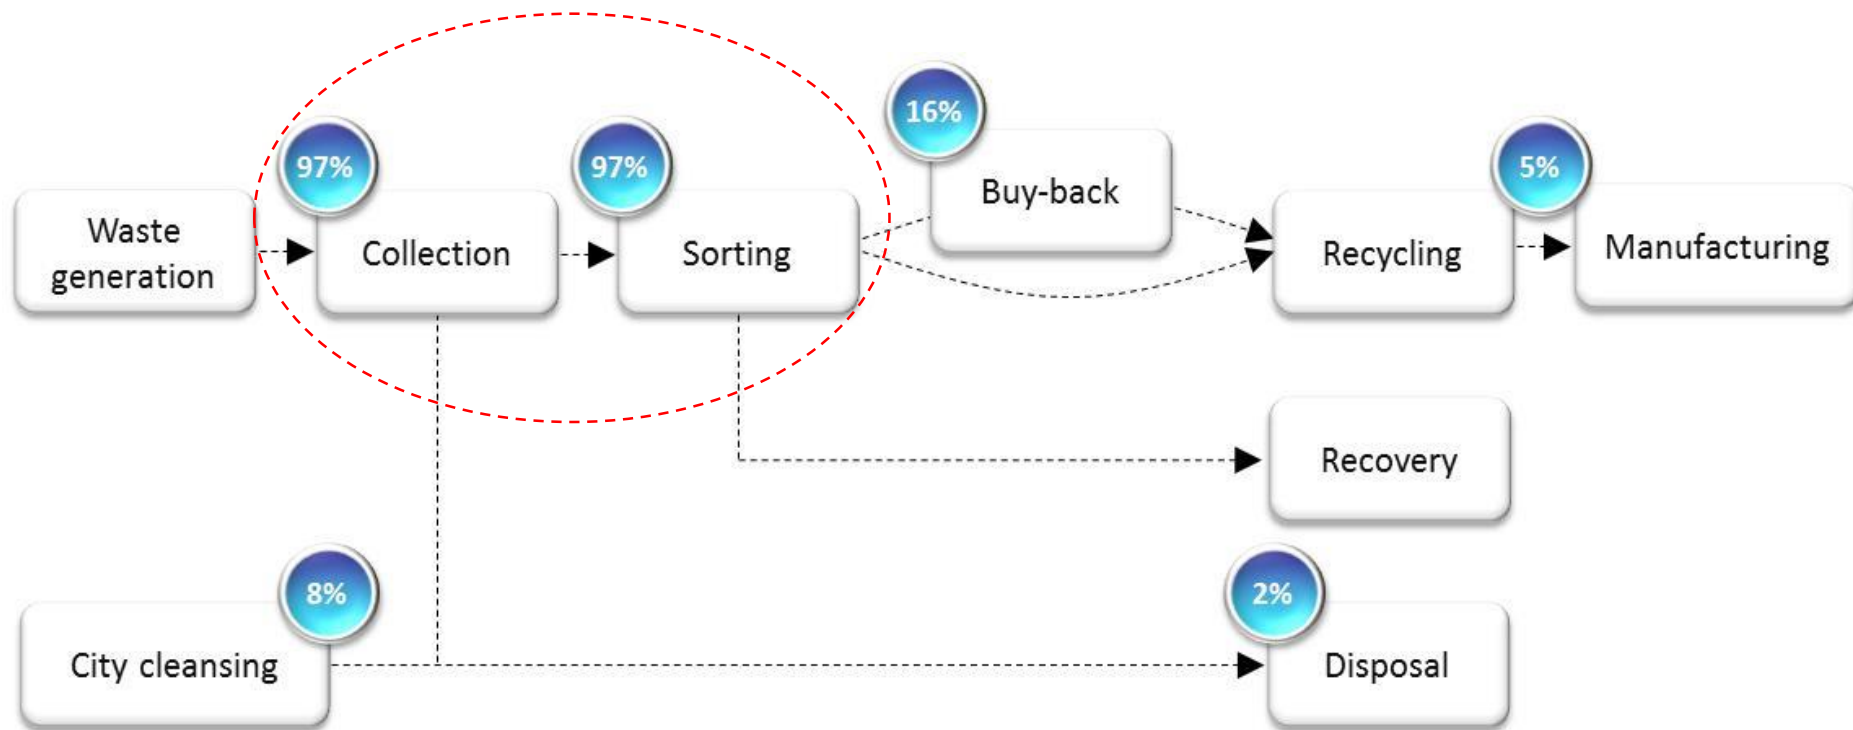 16%
97%
97%
5%
Buy-back
Waste
generation
Collection
Sorting
Recycling
Manufacturing
Recovery
8%
2%
City cleansing
Disposal